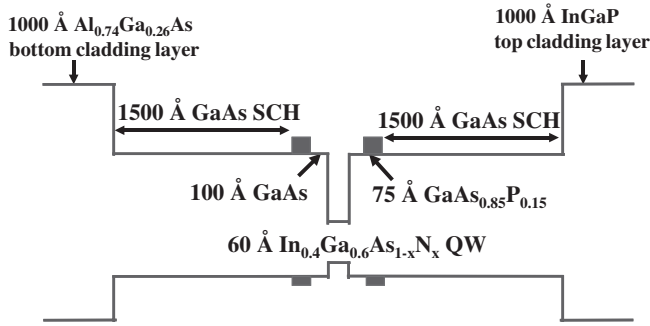 1000 Å Al₀.₇₄Ga₀.₂₆As
bottom cladding layer
1000 Å InGaP
top cladding layer
1500 Å GaAs SCH
1500 Å GaAs SCH
100 Å GaAs
75 Å GaAs₀.₈₅P₀.₁₅
60 Å In₀.₄Ga₀.₆As₁₋ₓNₓ QW